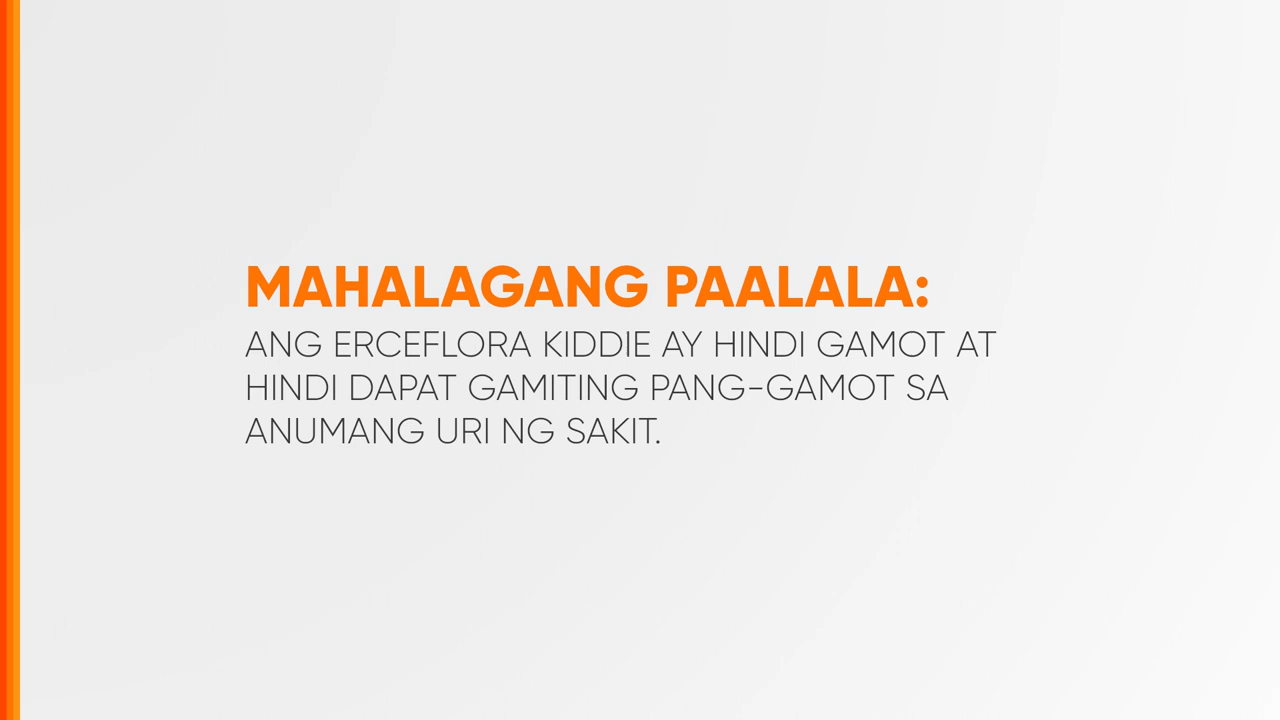 MAHALAGANG PAALALA:
ANG ERCEFLORA KIDDIE AY HINDI GAMOT AT
HINDI DAPAT GAMITING PANG-GAMOT SA
ANUMANG URI NG SAKIT.